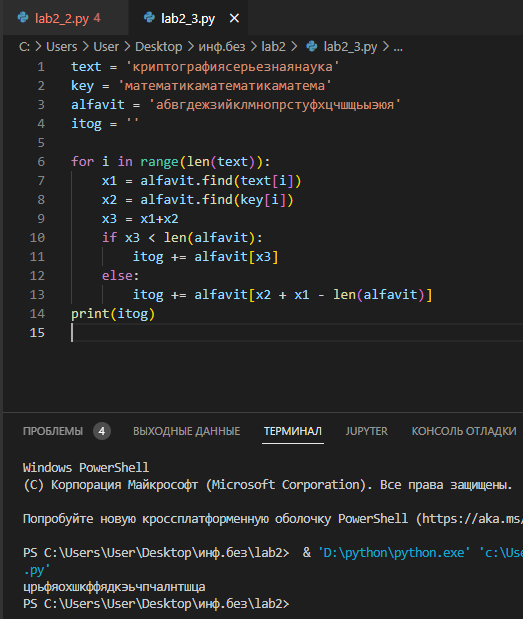 lab2_2.py 4
lab2_3.py ×
C: > Users > User > Desktop > инф.без > lab2 > lab2_3.py > ...
1 text = 'криптографиясерьезнаянаука'
2 key = 'математикаматематикаматема'
3 alfavit = 'абвгдежзийклмнопрстуфхцчшщьыэюя'
4 itog = ''
5
6 for i in range(len(text)):
7 x1 = alfavit.find(text[i])
8 x2 = alfavit.find(key[i])
9 x3 = x1+x2
10 if x3 < len(alfavit):
11 itog += alfavit[x3]
12 else:
13 itog += alfavit[x2 + x1 - len(alfavit)]
14 print(itog)
15
ПРОБЛЕМЫ 4 ВЫХОДНЫЕ ДАННЫЕ ТЕРМИНАЛ JUPYTER КОНСОЛЬ ОТЛАДКИ
Windows PowerShell
(C) Корпорация Майкрософт (Microsoft Corporation). Все права защищены.
Попробуйте новую кроссплатформенную оболочку PowerShell (https://aka.ms/
PS C:\Users\User\Desktop\инф.без\lab2> & 'D:\python\python.exe' 'c:\Use
.py'
црьфяохшкффядкэьчпчалнтшца
PS C:\Users\User\Desktop\инф.без\lab2>